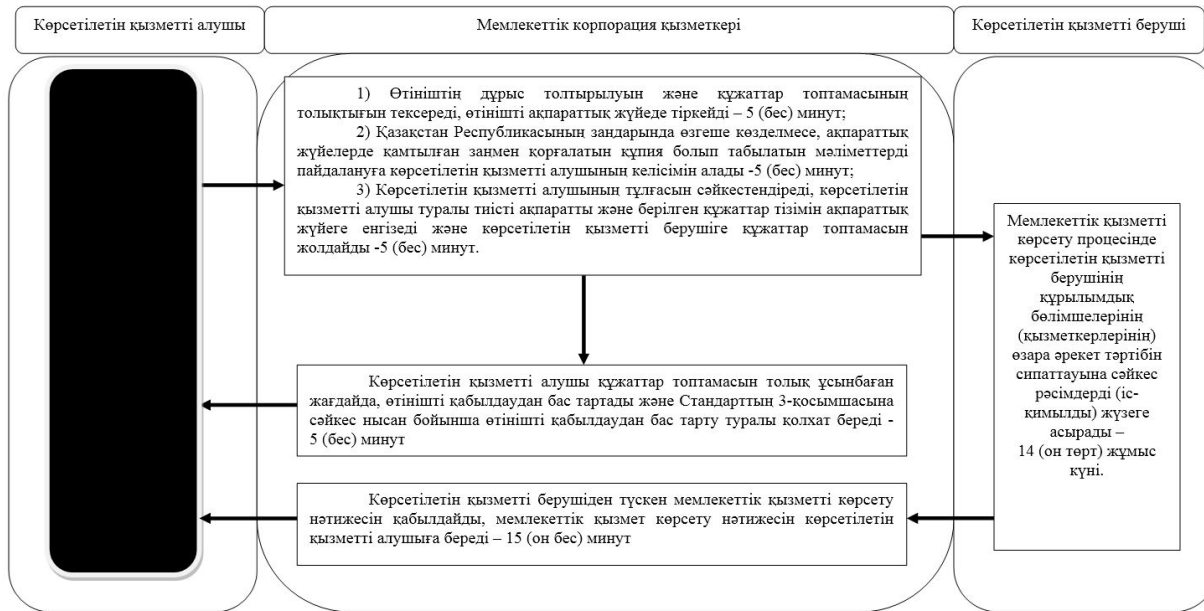 Көрсетілетін қызметті алушы
Мемлекеттік корпорация қызметкері
Көрсетілетін қызметті беруші
1) Өтініштің дұрыс толтырылуын және құжаттар топтамасының
толықтығын тексереді, өтінішті ақпараттық жүйеде тіркейді – 5 (бес) минут;
2) Қазақстан Республикасының зандарында өзгеше көзделмесе, ақпараттық
жүйелерде қамтылған заңмен қорғалатын құпия болып табылатын мәліметтерді
пайдалануға көрсетілетін қызметті алушының келісімін алады -5 (бес) минут;
3) Көрсетілетін қызметті алушының тұлғасын сәйкестендіреді, көрсетілетін
қызметті алушы туралы тиісті ақпаратты және берілген құжаттар тізімін ақпараттық
жүйеге енгізеді және көрсетілетін қызметті берушіге құжаттар топтамасын
жолдайды -5 (бес) минут.
Көрсетілетін қызметті алушы құжаттар топтамасын толық ұсынбаған
жағдайда, өтінішті қабылдаудан бас тартады және Стандарттын 3-қосымшасына
сәйкес нысан бойынша өтінішті қабылдаудан бас тарту туралы қолхат береді -
5 (бес) минут
Көрсетілетін қызметті берушіден түскен мемлекеттік қызметті көрсету
нәтижесін қабылдайды, мемлекеттік қызмет көрсету нәтижесін көрсетілетін
қызметті алушыға береді – 15 (он бес) минут
Мемлекеттік қызметті
көрсету процесінде
көрсетілетін қызметті
берушінің
құрылымдық
бөлімшелерінің
(қызметкерлерінің)
өзара әрекет тәртібін
сипаттауына сәйкес
рәсімдерді (іс-
қимылды) жүзеге
асырады –
14 (он төрт) жұмыс
күні.